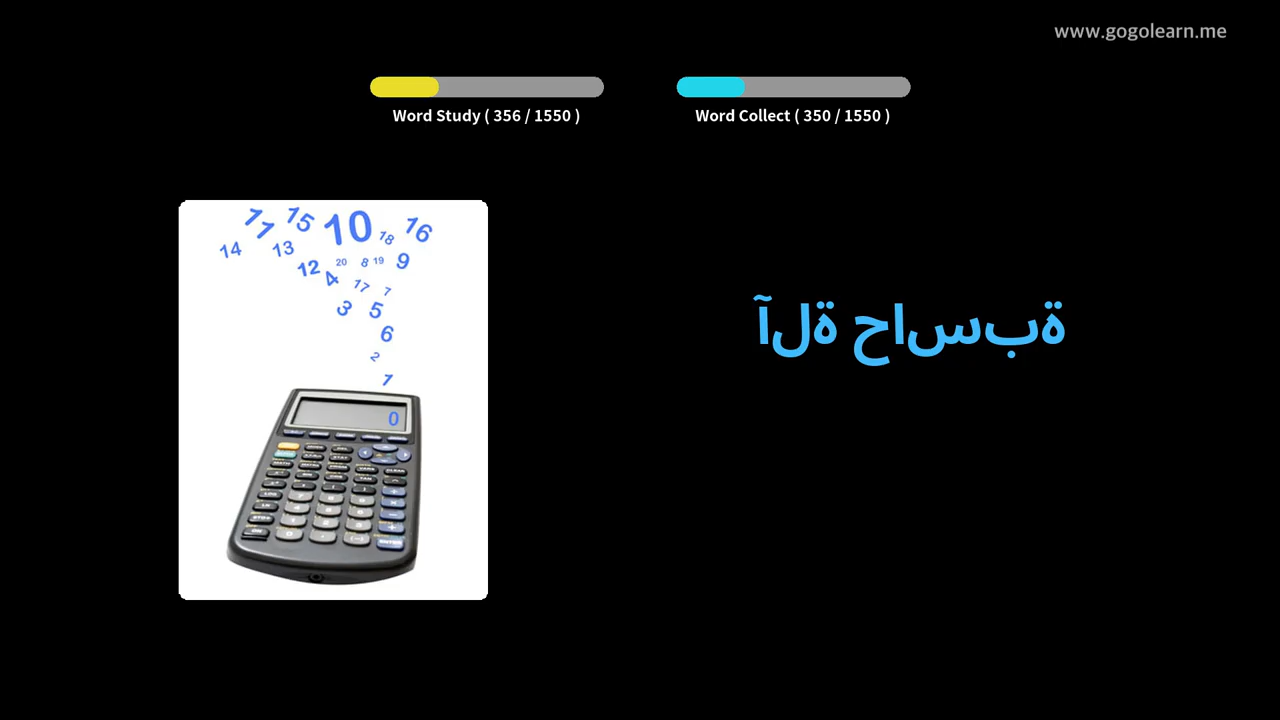 www.gogolearn.me
Word Study ( 356 / 1550 )
Word Collect ( 350 / 1550 )
11 15 10 18 16
14 13
12 20 8 19 9
4 17 7
3 5
6
2
1
0
آلة حاسبة